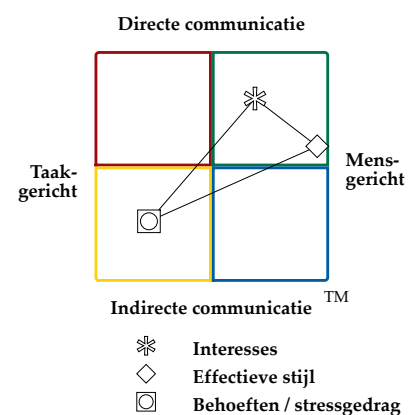 Directe communicatie
Taak-
gericht
Mens-
gericht
Indirecte communicatie TM
Interesses
Effectieve stijl
Behoeften / stressgedrag